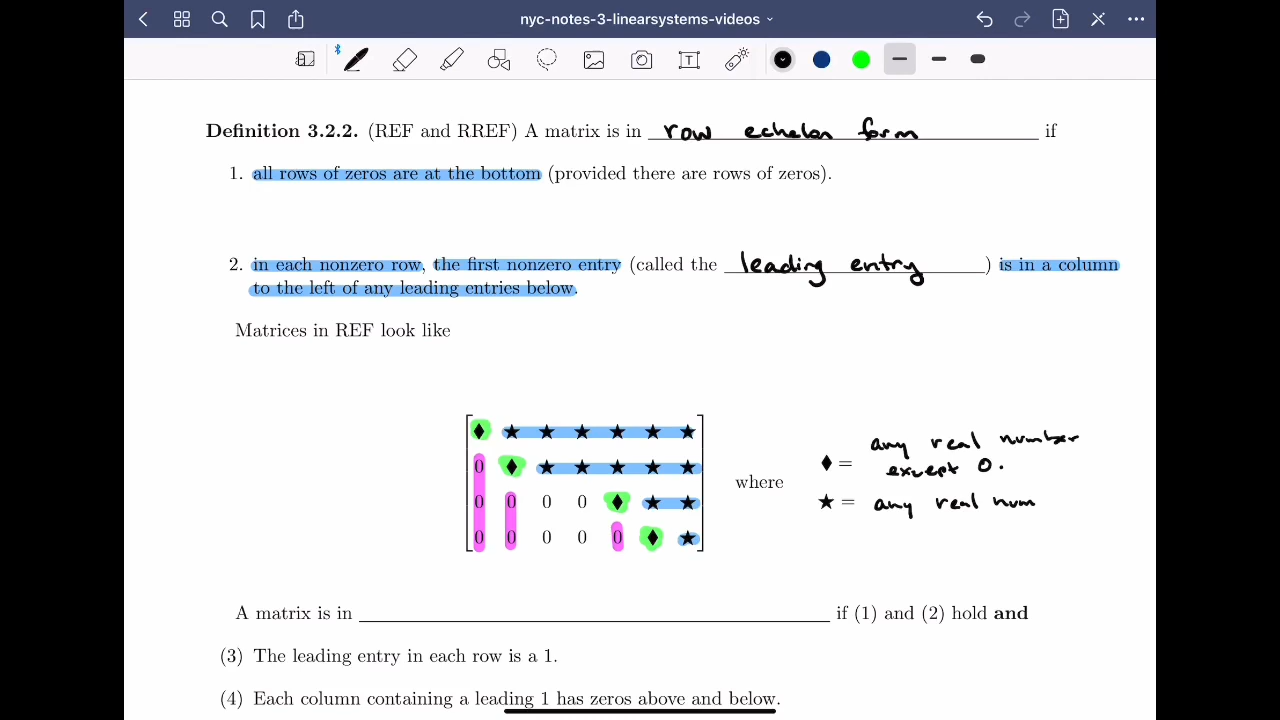 nyc-notes-3-linearsystems-videos
Definition 3.2.2. (REF and RREF) A matrix is in row echelon form if
1. all rows of zeros are at the bottom (provided there are rows of zeros).
2. in each nonzero row, the first nonzero entry (called the leading entry) is in a column
to the left of any leading entries below.
Matrices in REF look like
♦ ★ ★ ★ ★ ★ ★
0 ♦ ★ ★ ★ ★ ★
0 0 0 0 ♦ ★ ★
0 0 0 0 0 ♦ ★
where
♦ = any real number
except 0.
★ = any real num
A matrix is in ____ if (1) and (2) hold and
(3) The leading entry in each row is a 1.
(4) Each column containing a leading 1 has zeros above and below.